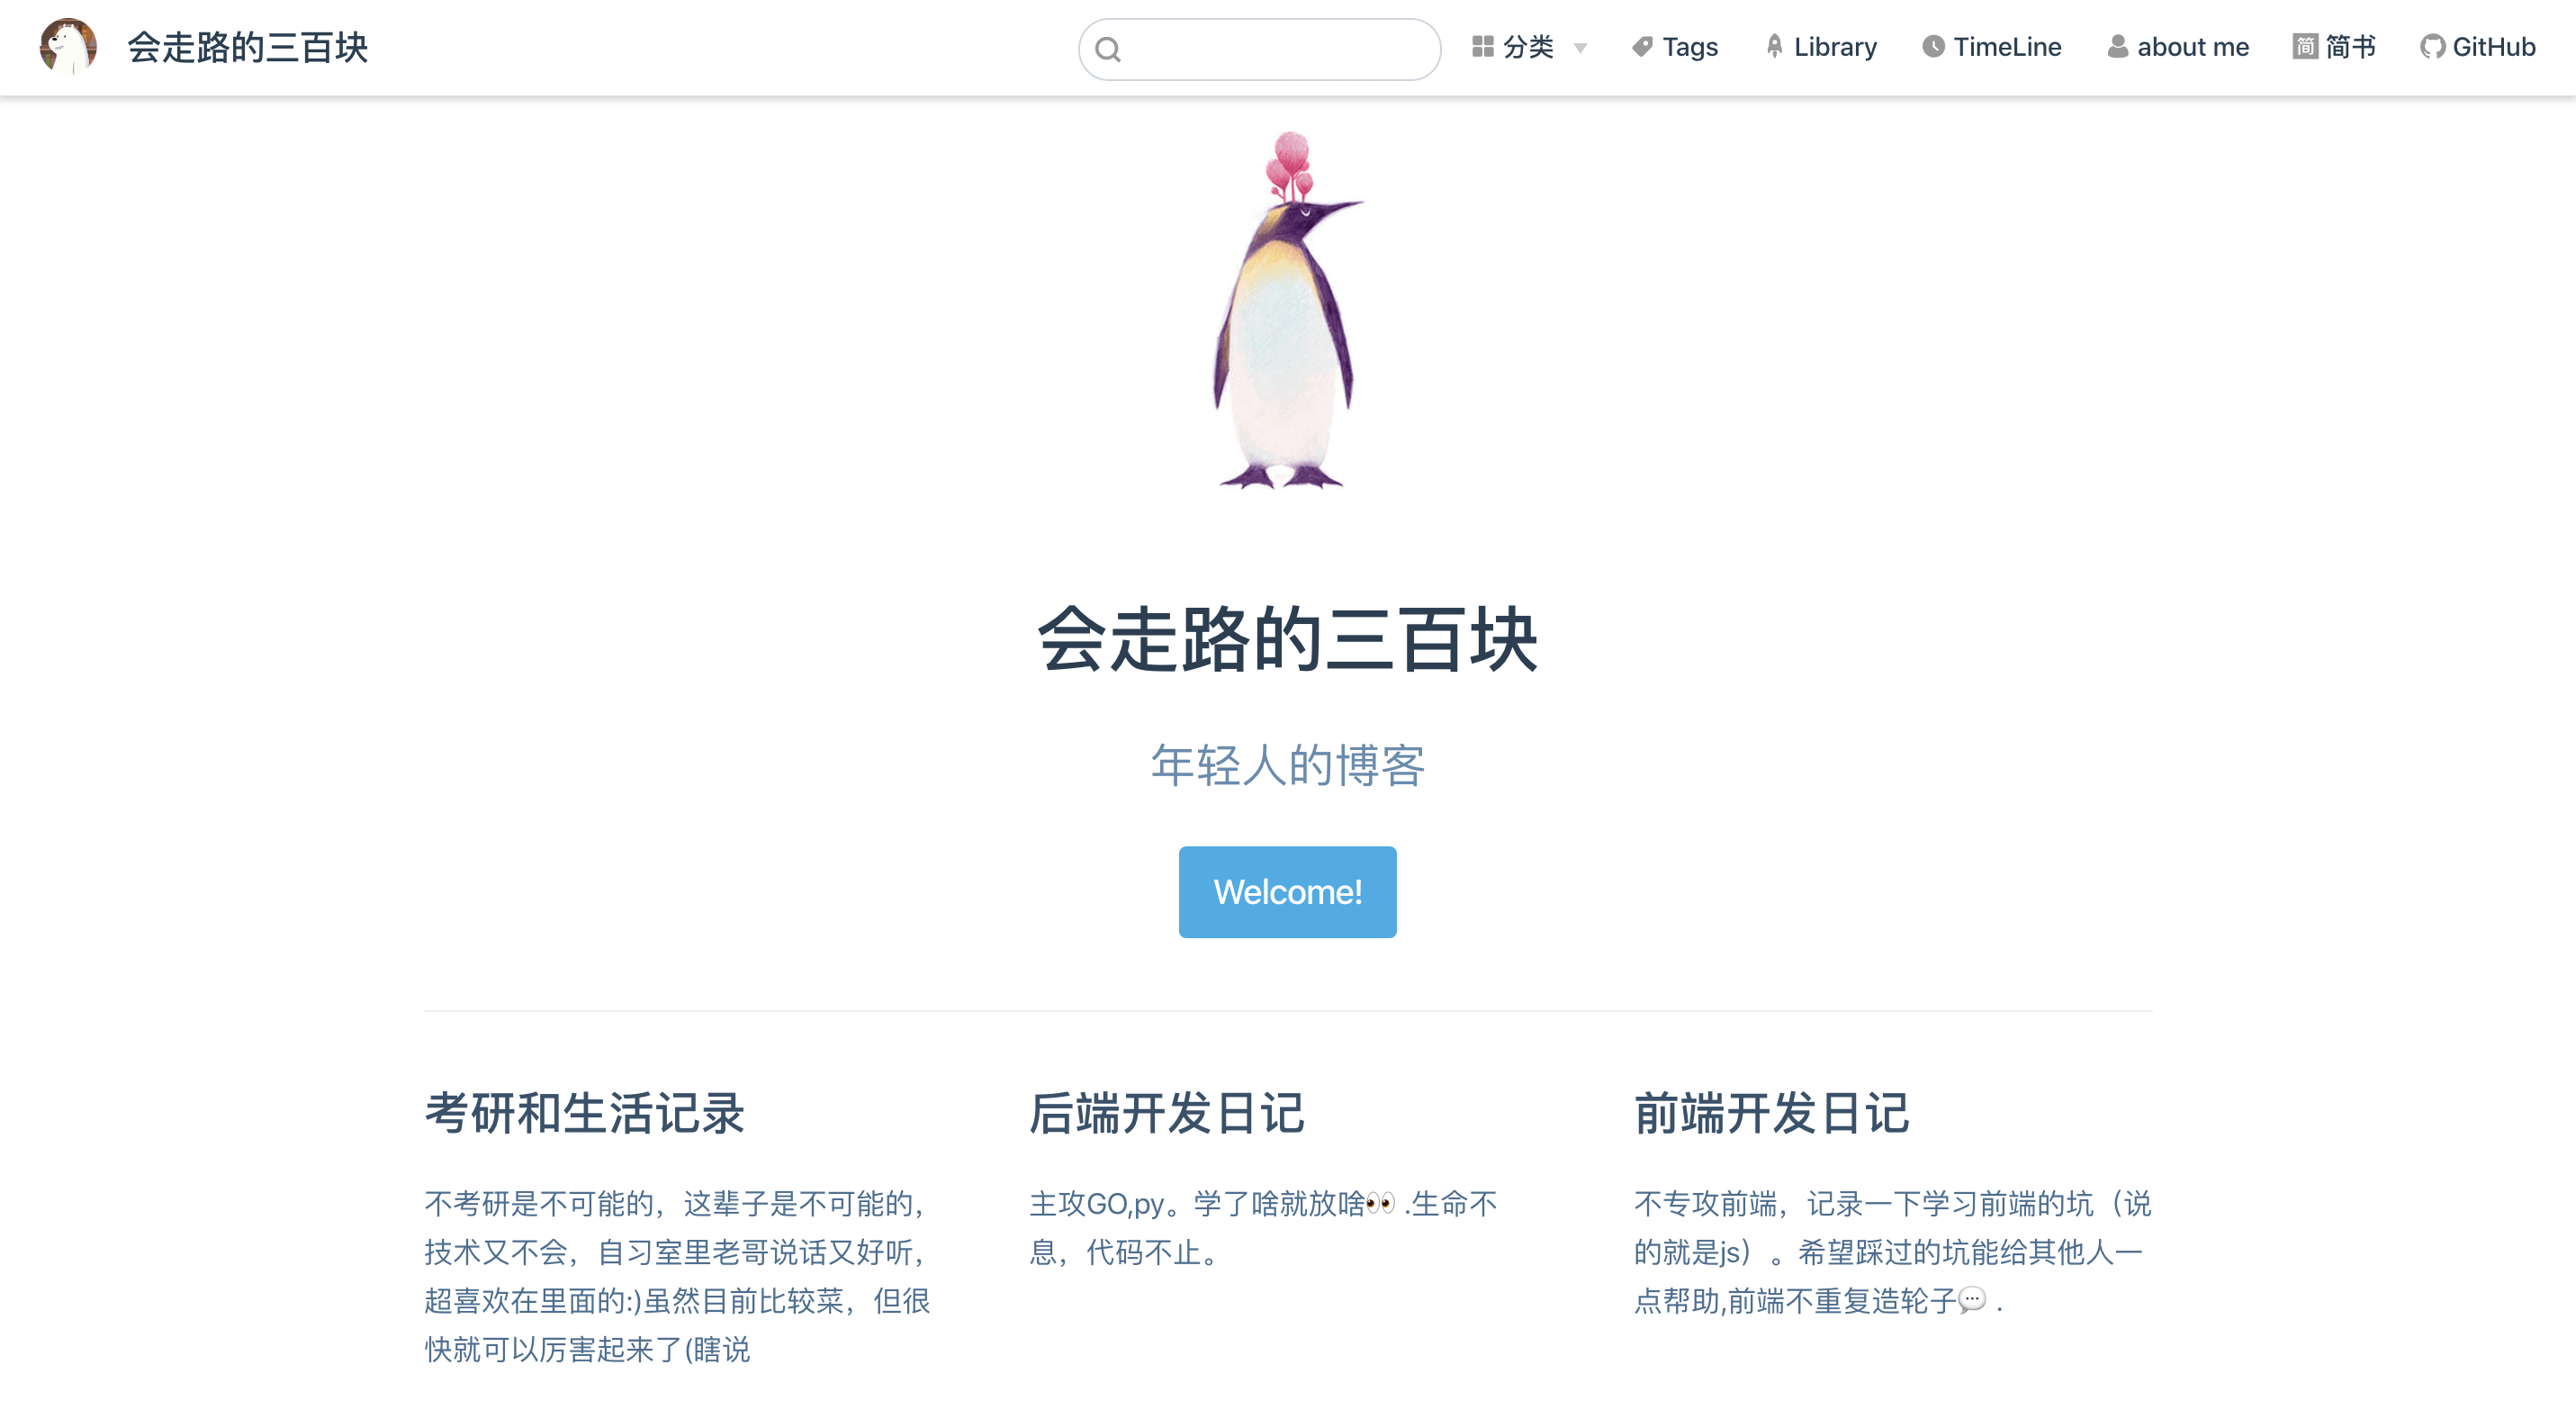 会走路的三百块
分类 Tags Library TimeLine about me 简 简书 GitHub
会走路的三百块
年轻人的博客
Welcome!
考研和生活记录
不考研是不可能的，这辈子是不可能的，
技术又不会，自习室里老哥说话又好听，
超喜欢在里面的:)虽然目前比较菜，但很
快就可以厉害起来了(瞎说
后端开发日记
主攻GO,py。学了啥就放啥👀 .生命不
息，代码不止。
前端开发日记
不专攻前端，记录一下学习前端的坑（说
的就是js）。希望踩过的坑能给其他人一
点帮助,前端不重复造轮子💬 .